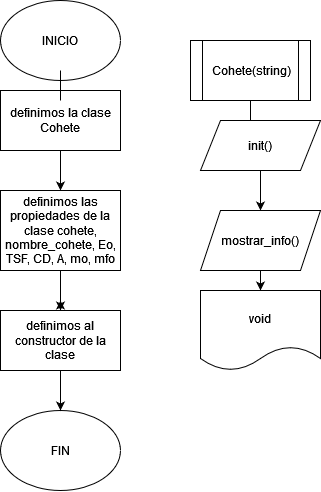 INICIO
definimos la clase
Cohete
definimos las
propiedades de la
clase cohete,
nombre_cohete, Eo,
TSF, CD, A, mo, mfo
definimos al
constructor de la
clase
FIN
Cohete(string)
init()
mostrar_info()
void